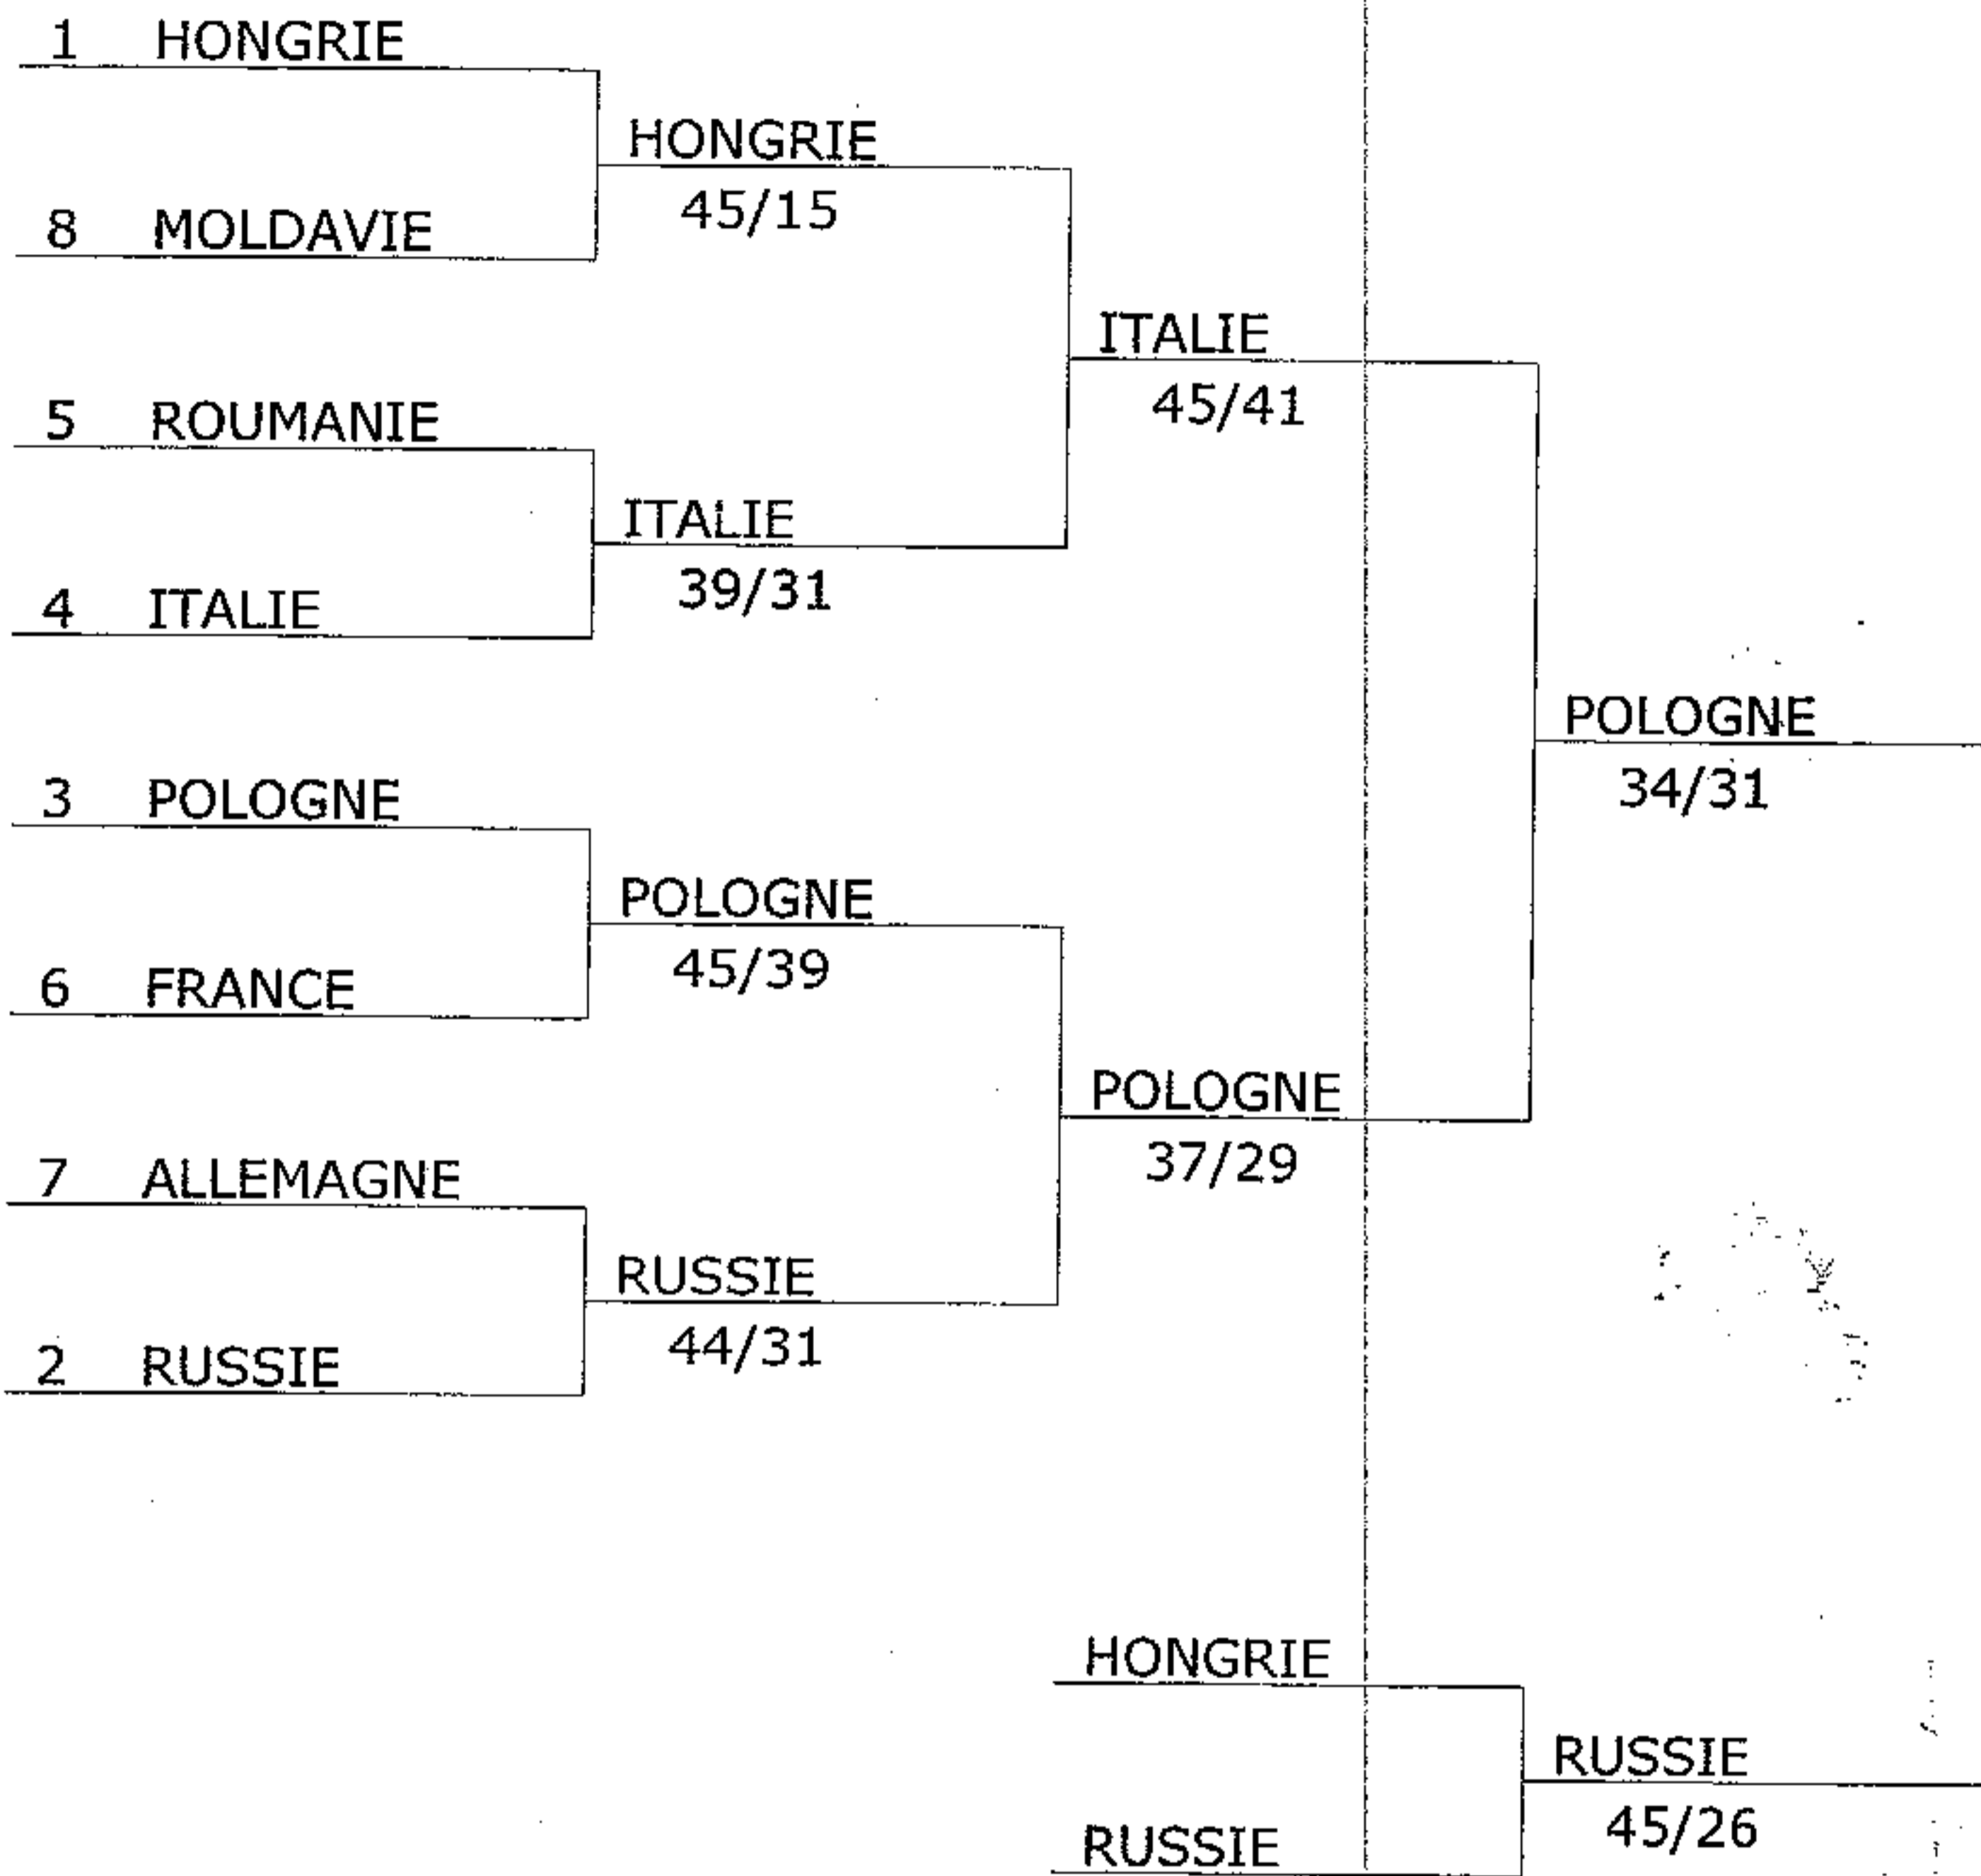 1 HONGRIE
HONGRIE
45/15
8 MOLDAVIE
ITALIE
45/41
5 ROUMANIE
ITALIE
39/31
4 ITALIE
POLOGNE
34/31
3 POLOGNE
POLOGNE
45/39
6 FRANCE
POLOGNE
37/29
7 ALLEMAGNE
RUSSIE
44/31
2 RUSSIE
HONGRIE
RUSSIE
45/26
RUSSIE